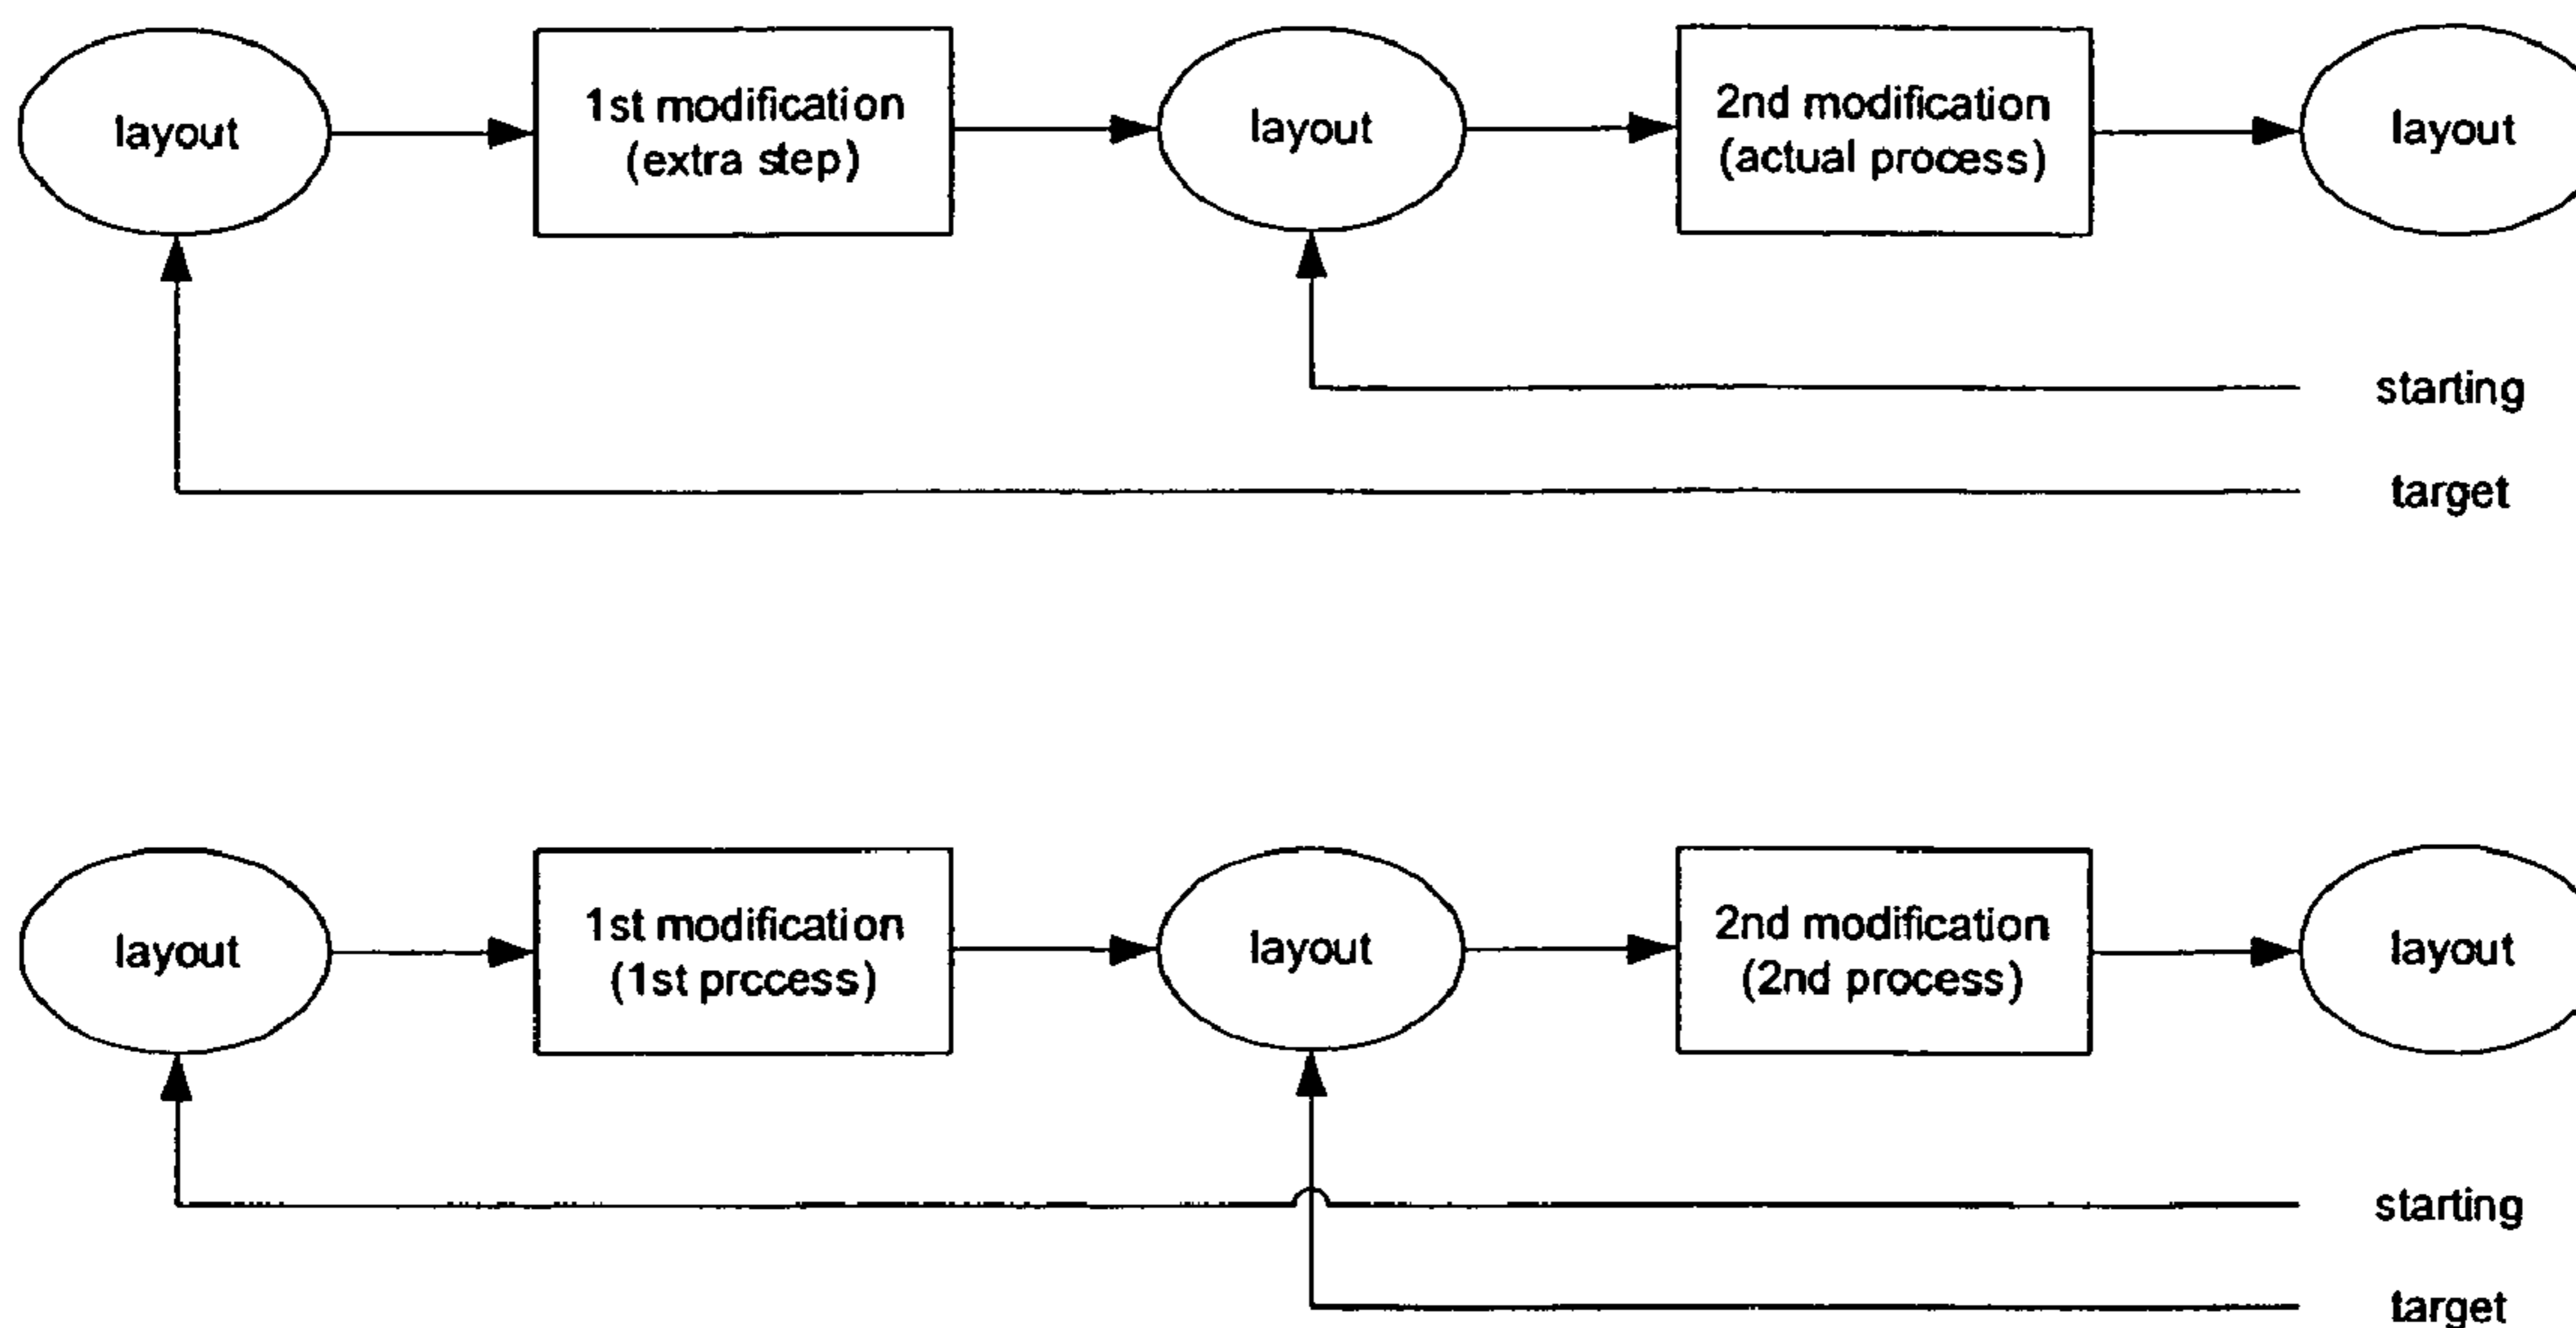 layout
1st modification
(extra step)
layout
2nd modification
(actual process)
layout
starting
target
layout
1st modification
(1st prccess)
layout
2nd modification
(2nd process)
layout
starting
target